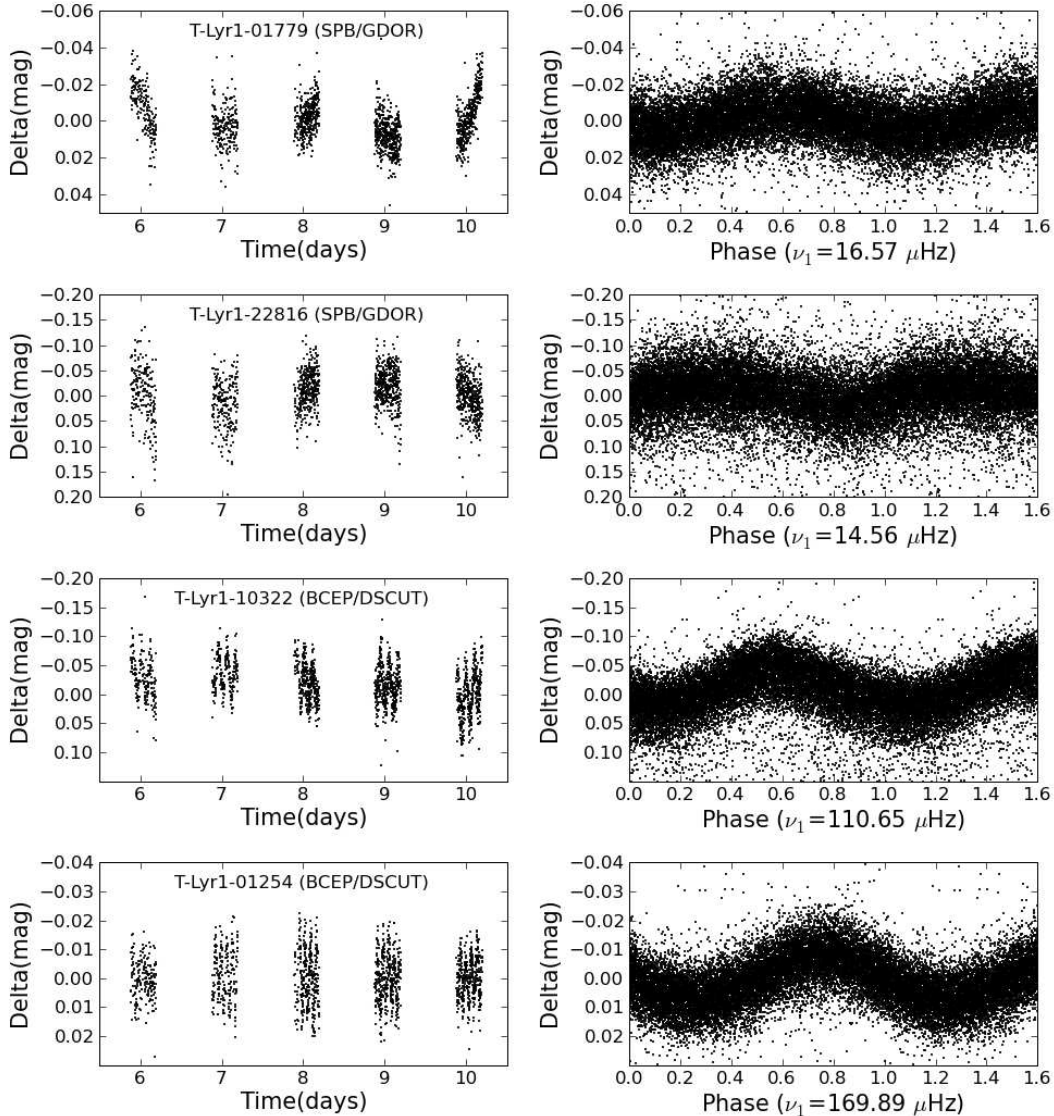 T-Lyr1-01779 (SPB/GDOR)
Delta(mag)
−0.06
−0.04
−0.02
0.00
0.02
0.04
6 7 8 9 10
Time(days)
Delta(mag)
−0.06
−0.04
−0.02
0.00
0.02
0.04
0.0 0.2 0.4 0.6 0.8 1.0 1.2 1.4 1.6
Phase (ν₁=16.57 μHz)
T-Lyr1-22816 (SPB/GDOR)
Delta(mag)
−0.20
−0.15
−0.10
−0.05
0.00
0.05
0.10
0.15
0.20
6 7 8 9 10
Time(days)
Delta(mag)
−0.20
−0.15
−0.10
−0.05
0.00
0.05
0.10
0.15
0.20
0.0 0.2 0.4 0.6 0.8 1.0 1.2 1.4 1.6
Phase (ν₁=14.56 μHz)
T-Lyr1-10322 (BCEP/DSCUT)
Delta(mag)
−0.20
−0.15
−0.10
−0.05
0.00
0.05
0.10
6 7 8 9 10
Time(days)
Delta(mag)
−0.20
−0.15
−0.10
−0.05
0.00
0.05
0.10
0.0 0.2 0.4 0.6 0.8 1.0 1.2 1.4 1.6
Phase (ν₁=110.65 μHz)
T-Lyr1-01254 (BCEP/DSCUT)
Delta(mag)
−0.04
−0.03
−0.02
−0.01
0.00
0.01
0.02
6 7 8 9 10
Time(days)
Delta(mag)
−0.04
−0.03
−0.02
−0.01
0.00
0.01
0.02
0.0 0.2 0.4 0.6 0.8 1.0 1.2 1.4 1.6
Phase (ν₁=169.89 μHz)